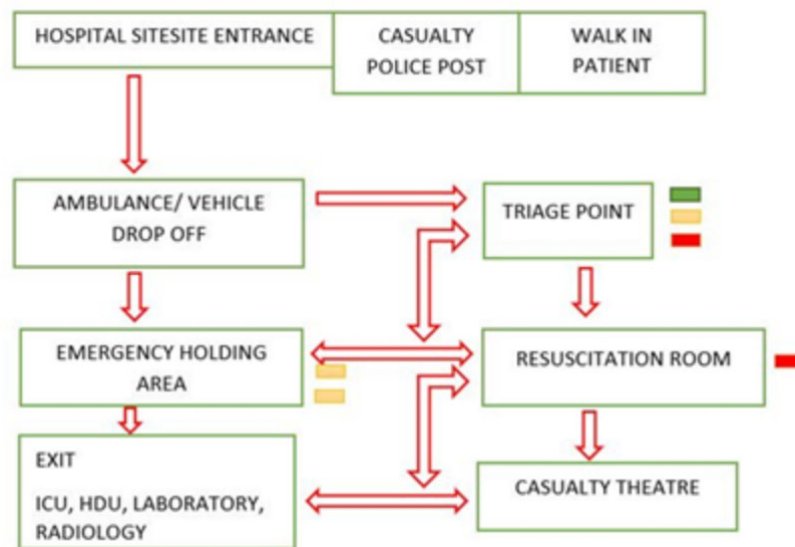 HOSPITAL SITESITE ENTRANCE
CASUALTY
POLICE POST
WALK IN
PATIENT
AMBULANCE/ VEHICLE
DROP OFF
TRIAGE POINT
EMERGENCY HOLDING
AREA
RESUSCITATION ROOM
EXIT
ICU, HDU, LABORATORY,
RADIOLOGY
CASUALTY THEATRE